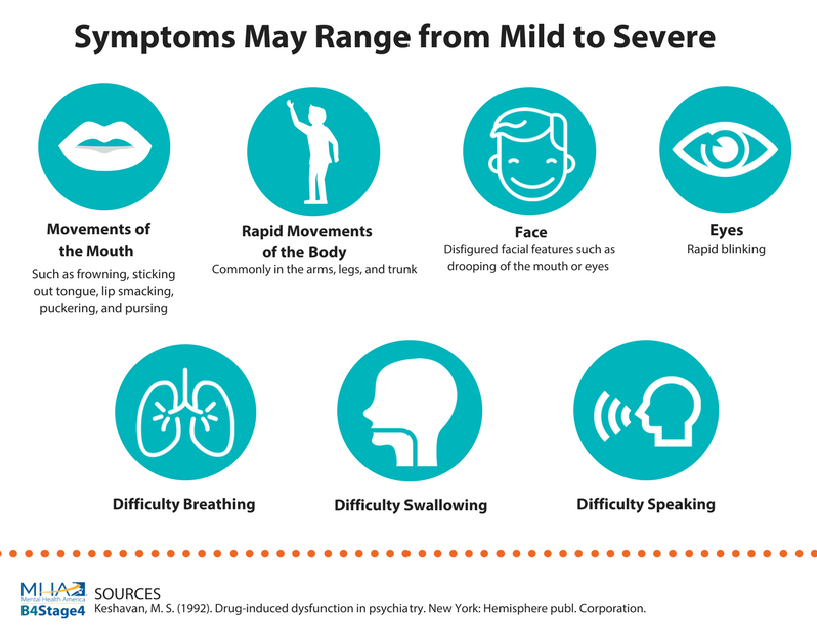 Symptoms May Range from Mild to Severe
Movements of
the Mouth
Such as frowning, sticking
out tongue, lip smacking,
puckering, and pursing
Rapid Movements
of the Body
Commonly in the arms, legs, and trunk
Face
Disfigured facial features such as
drooping of the mouth or eyes
Eyes
Rapid blinking
Difficulty Breathing
Difficulty Swallowing
Difficulty Speaking
MHA
Mental Health America
B4Stage4
SOURCES
Keshavan, M. S. (1992). Drug-induced dysfunction in psychiatry. New York: Hemisphere publ. Corporation.